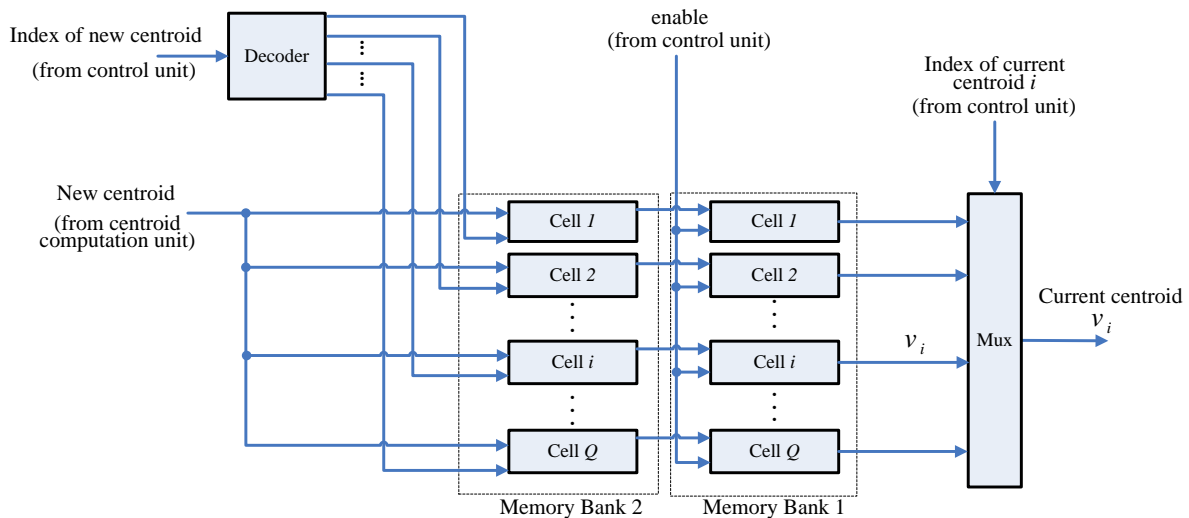 Index of new centroid
(from control unit)
Decoder
enable
(from control unit)
Index of current
centroid i
(from control unit)
New centroid
(from centroid
computation unit)
Cell 1
Cell 2
Cell i
Cell Q
Memory Bank 2
Cell 1
Cell 2
Cell i
Cell Q
Memory Bank 1
v i
Mux
Current centroid
v i